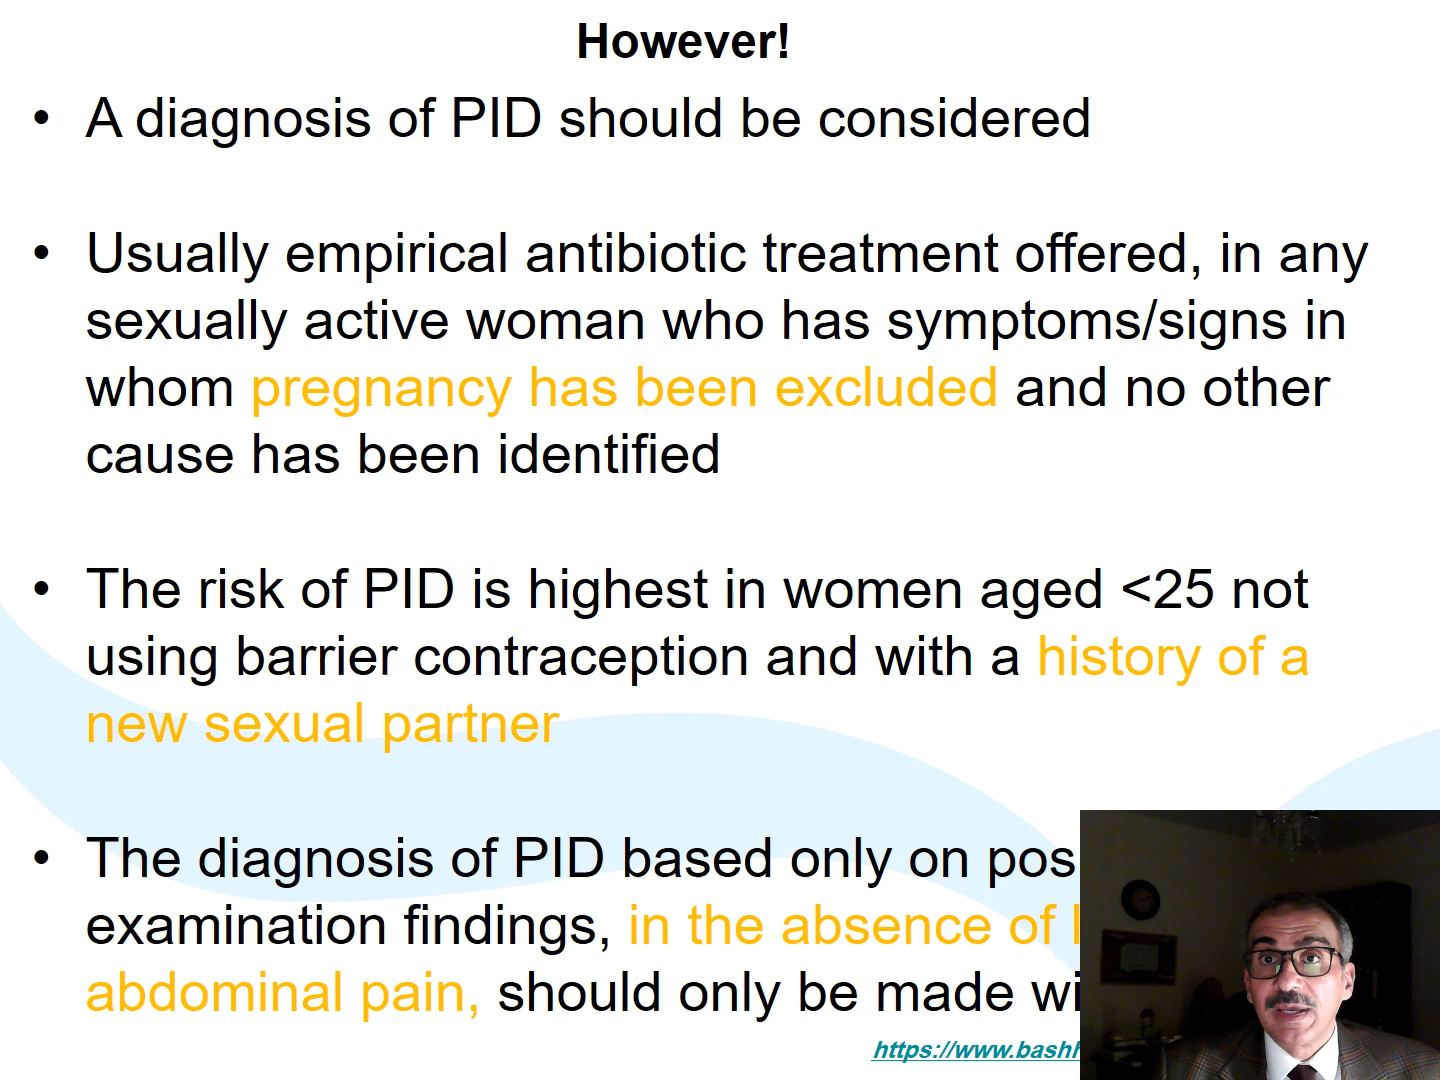 However!
• A diagnosis of PID should be considered
• Usually empirical antibiotic treatment offered, in any
sexually active woman who has symptoms/signs in
whom pregnancy has been excluded and no other
cause has been identified
• The risk of PID is highest in women aged <25 not
using barrier contraception and with a history of a
new sexual partner
• The diagnosis of PID based only on pos
examination findings, in the absence of
abdominal pain, should only be made wi
https://www.bashh